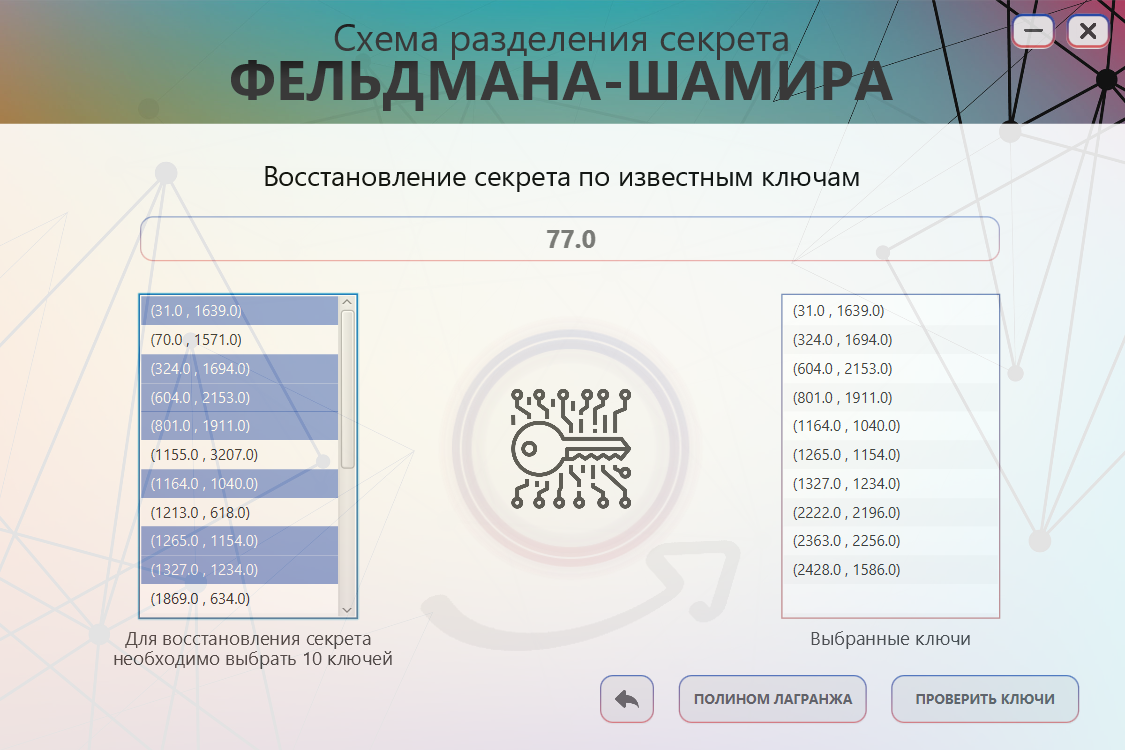 Схема разделения секрета
ФЕЛЬДМАНА-ШАМИРА
Восстановление секрета по известным ключам
77.0
(31.0 , 1639.0)
(70.0 , 1571.0)
(324.0 , 1694.0)
(604.0 , 2153.0)
(801.0 , 1911.0)
(1155.0 , 3207.0)
(1164.0 , 1040.0)
(1213.0 , 618.0)
(1265.0 , 1154.0)
(1327.0 , 1234.0)
(1869.0 , 634.0)
Для восстановления секрета
необходимо выбрать 10 ключей
(31.0 , 1639.0)
(324.0 , 1694.0)
(604.0 , 2153.0)
(801.0 , 1911.0)
(1164.0 , 1040.0)
(1265.0 , 1154.0)
(1327.0 , 1234.0)
(2222.0 , 2196.0)
(2363.0 , 2256.0)
(2428.0 , 1586.0)
Выбранные ключи
ПОЛИНОМ ЛАГРАНЖА
ПРОВЕРИТЬ КЛЮЧИ